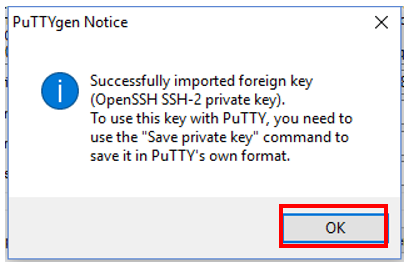 PuTTYgen Notice
Successfully imported foreign key
(OpenSSH SSH-2 private key).
To use this key with PuTTY, you need to
use the "Save private key" command to
save it in PuTTY's own format.
OK